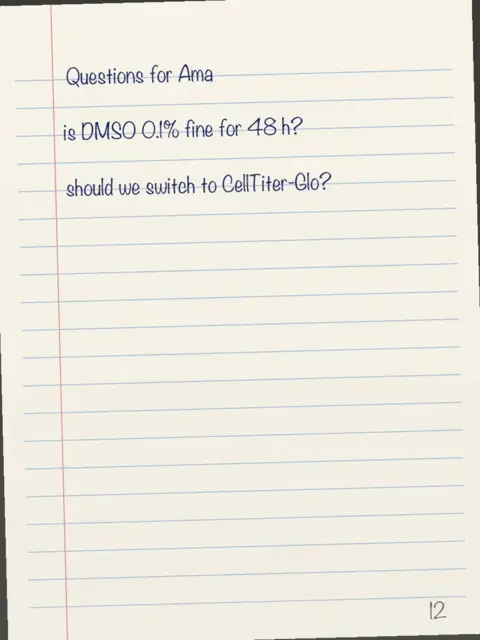 Questions for Ama
is DMSO 0.1% fine for 48 h?
should we switch to CellTiter-Glo?
12